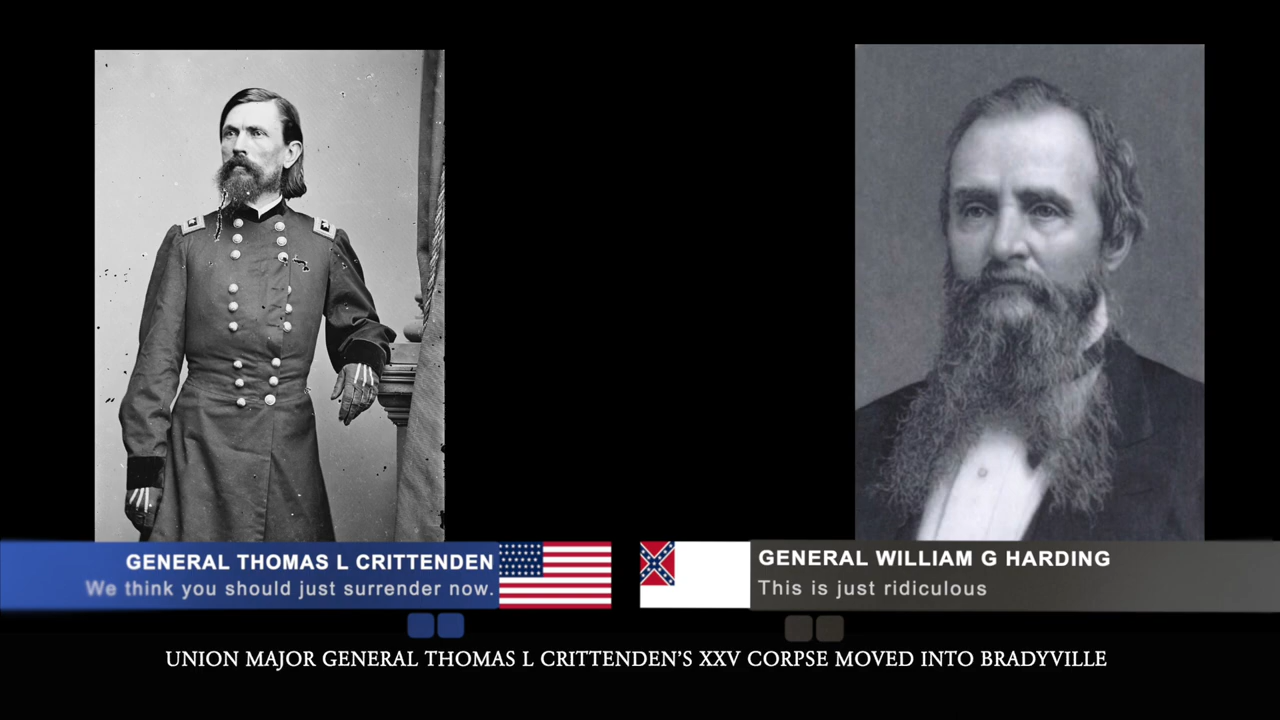 GENERAL THOMAS L CRITTENDEN
We think you should just surrender now.
GENERAL WILLIAM G HARDING
This is just ridiculous
UNION MAJOR GENERAL THOMAS L CRITTENDEN'S XXV CORPSE MOVED INTO BRADYVILLE